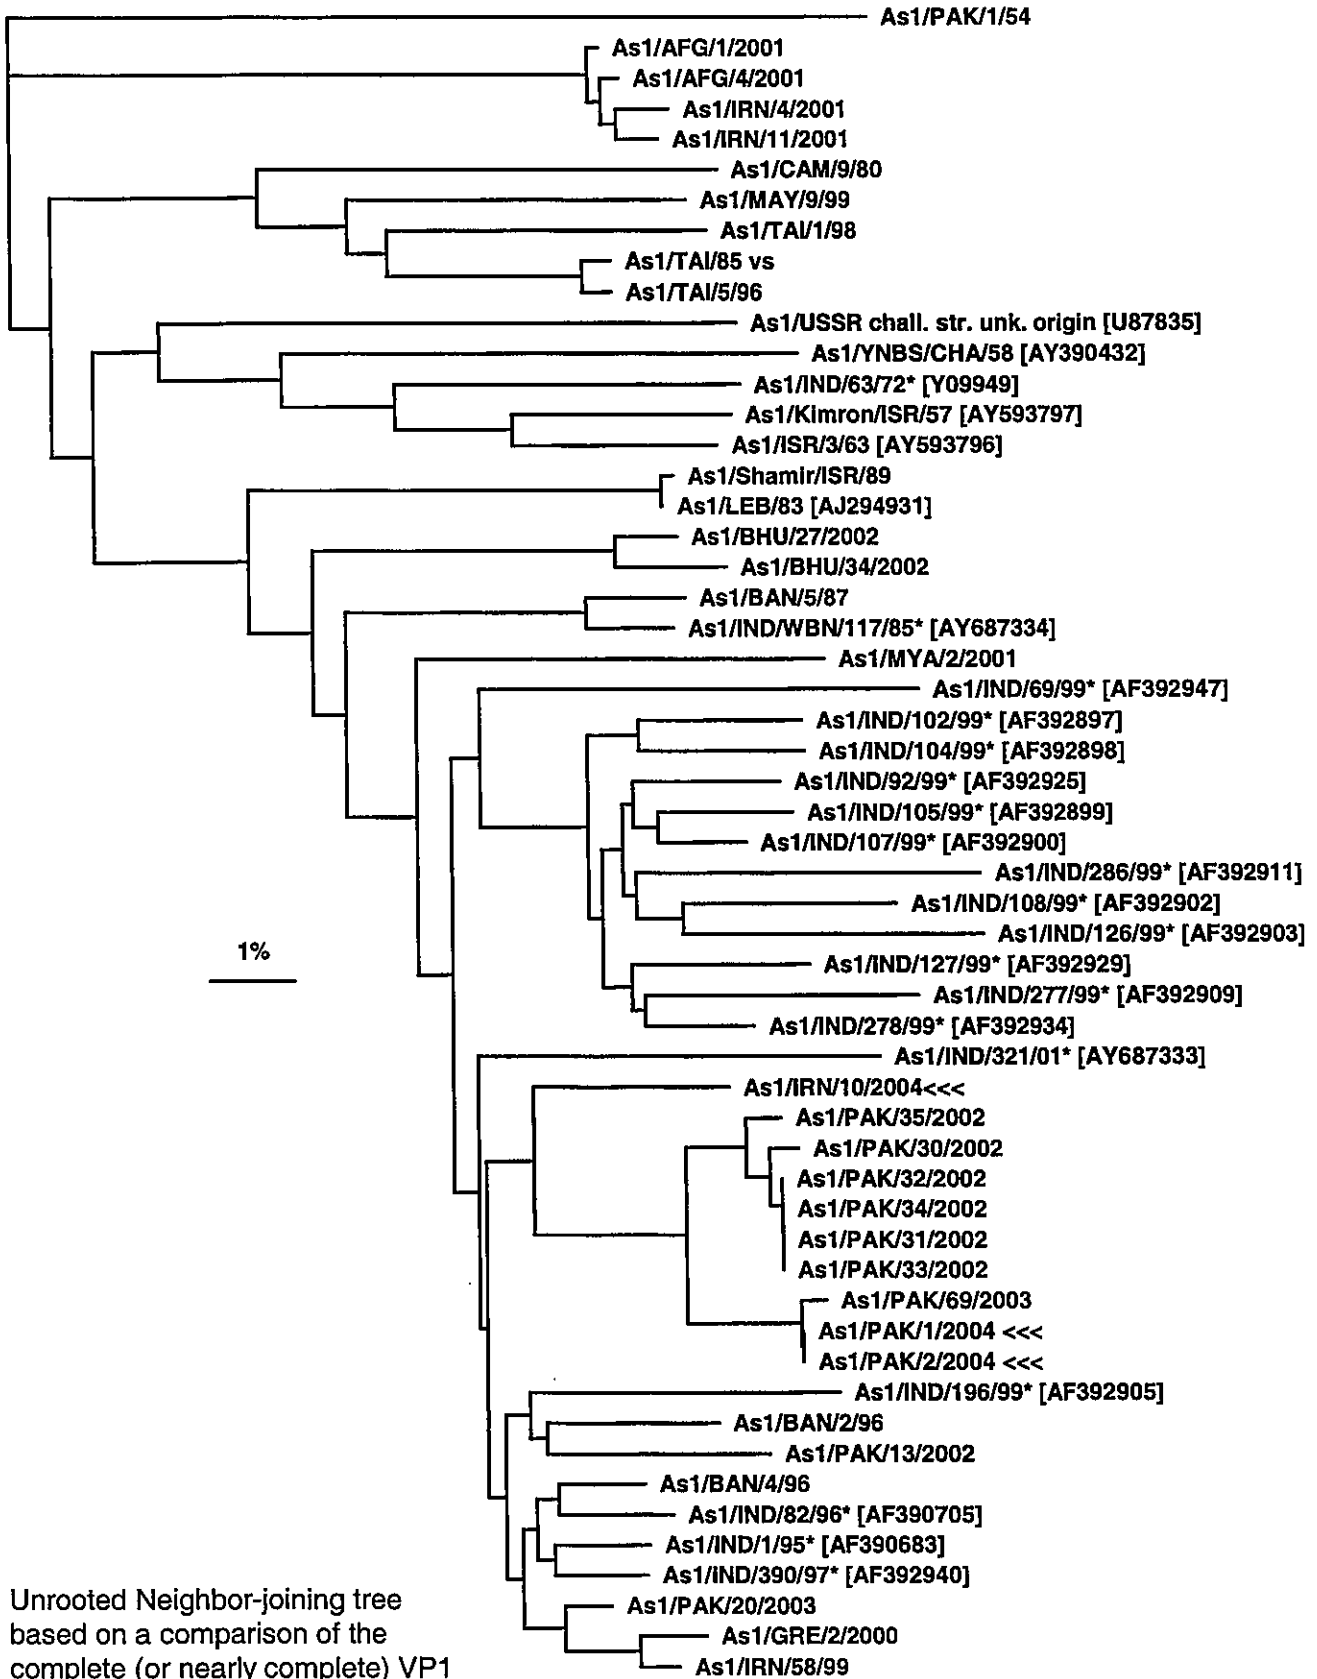 As1/PAK/1/54
As1/AFG/1/2001
As1/AFG/4/2001
As1/IRN/4/2001
As1/IRN/11/2001
As1/CAM/9/80
As1/MAY/9/99
As1/TAI/1/98
As1/TAI/85 vs
As1/TAI/5/96
As1/USSR chall. str. unk. origin [U87835]
As1/YNBS/CHA/58 [AY390432]
As1/IND/63/72* [Y09949]
As1/Kimron/ISR/57 [AY593797]
As1/ISR/3/63 [AY593796]
As1/Shamir/ISR/89
As1/LEB/83 [AJ294931]
As1/BHU/27/2002
As1/BHU/34/2002
As1/BAN/5/87
As1/IND/WBN/117/85* [AY687334]
As1/MYA/2/2001
As1/IND/69/99* [AF392947]
As1/IND/102/99* [AF392897]
As1/IND/104/99* [AF392898]
As1/IND/92/99* [AF392925]
As1/IND/105/99* [AF392899]
As1/IND/107/99* [AF392900]
As1/IND/286/99* [AF392911]
As1/IND/108/99* [AF392902]
As1/IND/126/99* [AF392903]
1%
As1/IND/127/99* [AF392929]
As1/IND/277/99* [AF392909]
As1/IND/278/99* [AF392934]
As1/IND/321/01* [AY687333]
As1/IRN/10/2004<<<
As1/PAK/35/2002
As1/PAK/30/2002
As1/PAK/32/2002
As1/PAK/34/2002
As1/PAK/31/2002
As1/PAK/33/2002
As1/PAK/69/2003
As1/PAK/1/2004 <<<
As1/PAK/2/2004 <<<
As1/IND/196/99* [AF392905]
As1/BAN/2/96
As1/PAK/13/2002
As1/BAN/4/96
As1/IND/82/96* [AF390705]
As1/IND/1/95* [AF390683]
As1/IND/390/97* [AF392940]
As1/PAK/20/2003
As1/GRE/2/2000
As1/IRN/58/99
Unrooted Neighbor-joining tree
based on a comparison of the
complete (or nearly complete) VP1